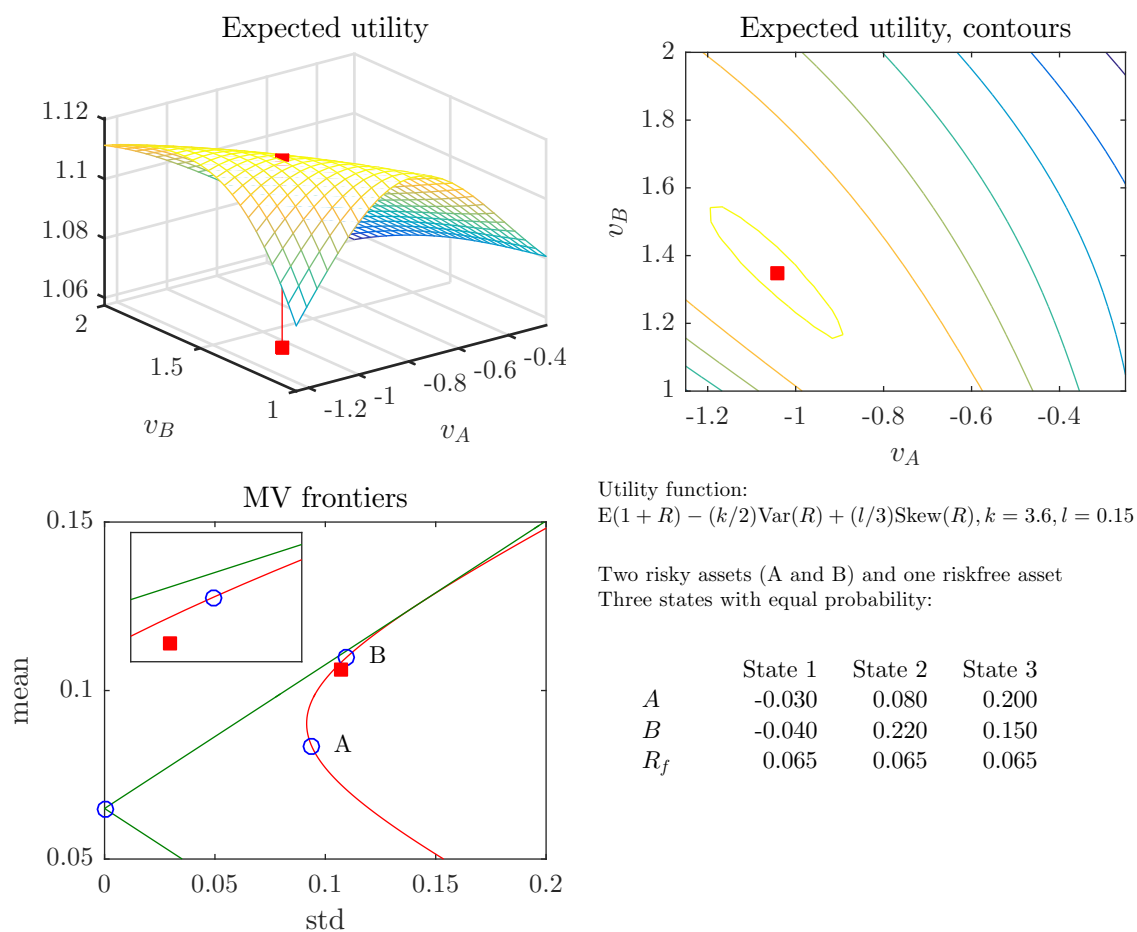 Expected utility
1.12
1.1
1.08
1.06
2
1.5
1
-1.2
-1
-0.8
-0.6
-0.4
v_B
v_A
Expected utility, contours
2
1.8
1.6
1.4
1.2
1
v_B
-1.2
-1
-0.8
-0.6
-0.4
v_A
MV frontiers
0.15
0.1
0.05
mean
B
A
0
0.05
0.1
0.15
0.2
std
Utility function:
E(1 + R) − (k/2)Var(R) + (l/3)Skew(R), k = 3.6, l = 0.15
Two risky assets (A and B) and one riskfree asset
Three states with equal probability:
State 1 State 2 State 3
A -0.030 0.080 0.200
B -0.040 0.220 0.150
R_f 0.065 0.065 0.065